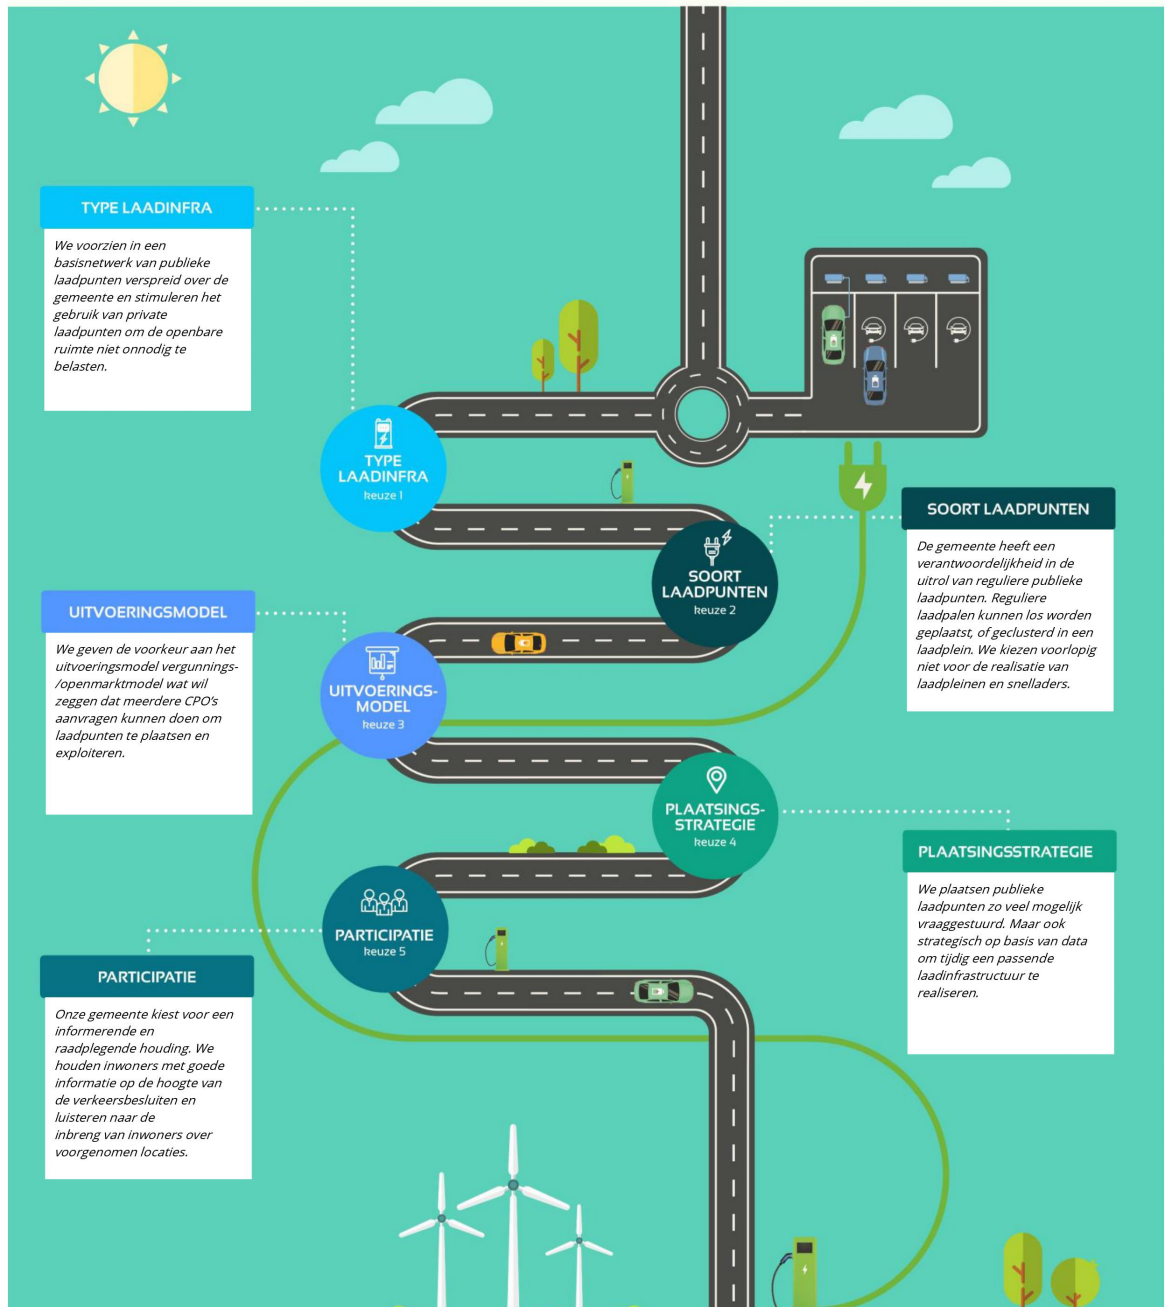 TYPE LAADINFRA
We voorzien in een
basisnetwerk van publieke
laadpunten verspreid over de
gemeente en stimuleren het
gebruik van private
laadpunten om de openbare
ruimte niet onnodig te
belasten.
TYPE
LAADINFRA
keuze 1
SOORT LAADPUNTEN
De gemeente heeft een
verantwoordelijkheid in de
uitrol van reguliere publieke
laadpunten. Reguliere
laadpalen kunnen los worden
geplaatst, of geclusterd in een
laadplein. We kiezen voorlopig
niet voor de realisatie van
laadpleinen en snelladers.
SOORT
LAADPUNTEN
keuze 2
UITVOERINGSMODEL
We geven de voorkeur aan het
uitvoeringsmodel vergunnings-
/openmarktmodel wat wil
zeggen dat meerdere CPO's
aanvragen kunnen doen om
laadpunten te plaatsen en
exploiteren.
UITVOERINGS-
MODEL
keuze 3
PLAATSINGS-
STRATEGIE
keuze 4
PLAATSINGSSTRATEGIE
We plaatsen publieke
laadpunten zo veel mogelijk
vraaggestuurd. Maar ook
strategisch op basis van data
om tijdig een passende
laadinfrastructuur te
realiseren.
PARTICIPATIE
keuze 5
PARTICIPATIE
Onze gemeente kiest voor een
informerende en
raadplegende houding. We
houden inwoners met goede
informatie op de hoogte van
de verkeersbesluiten en
luisteren naar de
inbreng van inwoners over
voorgenomen locaties.